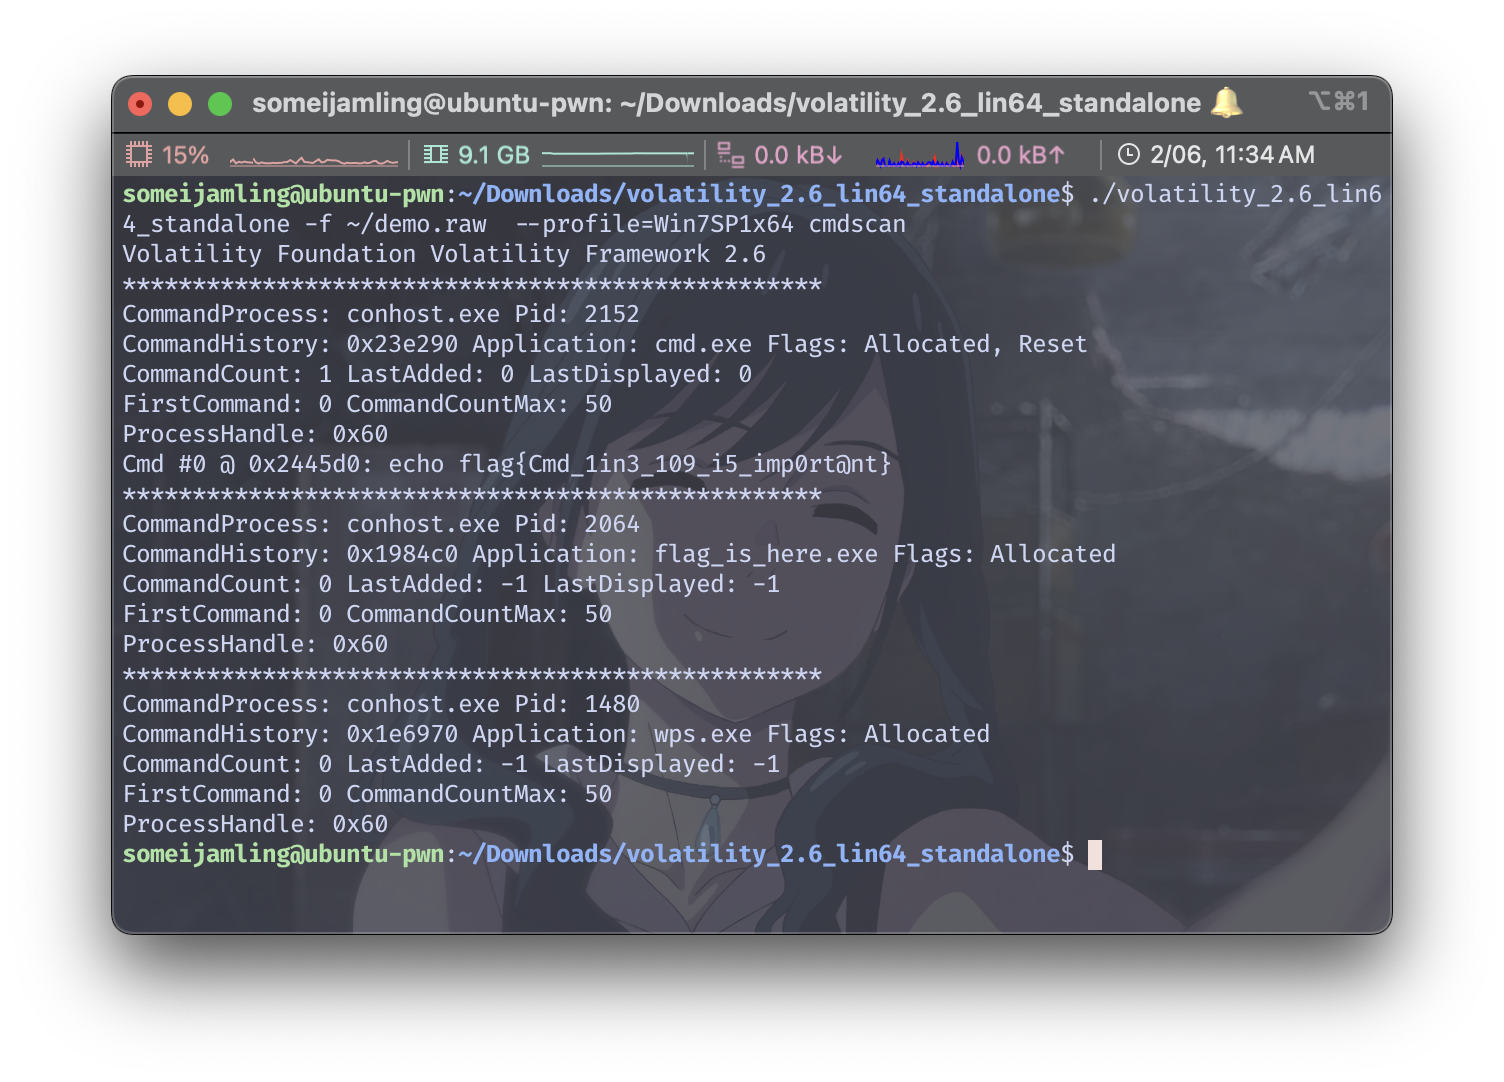 someijamling@ubuntu-pwn: ~/Downloads/volatility_2.6_lin64_standalone 🔔 ⌥⌘1
15% 9.1 GB 0.0 kB↓ 0.0 kB↑ 2/06, 11:34 AM
someijamling@ubuntu-pwn:~/Downloads/volatility_2.6_lin64_standalone$ ./volatility_2.6_lin6
4_standalone -f ~/demo.raw  --profile=Win7SP1x64 cmdscan
Volatility Foundation Volatility Framework 2.6
**************************************************
CommandProcess: conhost.exe Pid: 2152
CommandHistory: 0x23e290 Application: cmd.exe Flags: Allocated, Reset
CommandCount: 1 LastAdded: 0 LastDisplayed: 0
FirstCommand: 0 CommandCountMax: 50
ProcessHandle: 0x60
Cmd #0 @ 0x2445d0: echo flag{Cmd_1in3_109_i5_imp0rt@nt}
**************************************************
CommandProcess: conhost.exe Pid: 2064
CommandHistory: 0x1984c0 Application: flag_is_here.exe Flags: Allocated
CommandCount: 0 LastAdded: -1 LastDisplayed: -1
FirstCommand: 0 CommandCountMax: 50
ProcessHandle: 0x60
**************************************************
CommandProcess: conhost.exe Pid: 1480
CommandHistory: 0x1e6970 Application: wps.exe Flags: Allocated
CommandCount: 0 LastAdded: -1 LastDisplayed: -1
FirstCommand: 0 CommandCountMax: 50
ProcessHandle: 0x60
someijamling@ubuntu-pwn:~/Downloads/volatility_2.6_lin64_standalone$